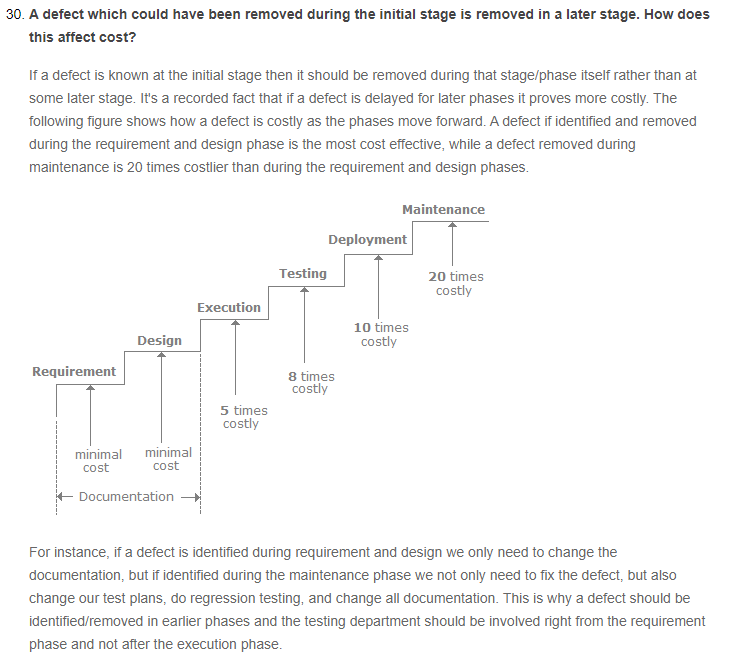 30. A defect which could have been removed during the initial stage is removed in a later stage. How does
this affect cost?
If a defect is known at the initial stage then it should be removed during that stage/phase itself rather than at
some later stage. It's a recorded fact that if a defect is delayed for later phases it proves more costly. The
following figure shows how a defect is costly as the phases move forward. A defect if identified and removed
during the requirement and design phase is the most cost effective, while a defect removed during
maintenance is 20 times costlier than during the requirement and design phases.
Maintenance
Deployment
Testing
20 times
costly
Execution
10 times
costly
Design
Requirement
8 times
costly
5 times
costly
minimal
cost
minimal
cost
Documentation
For instance, if a defect is identified during requirement and design we only need to change the
documentation, but if identified during the maintenance phase we not only need to fix the defect, but also
change our test plans, do regression testing, and change all documentation. This is why a defect should be
identified/removed in earlier phases and the testing department should be involved right from the requirement
phase and not after the execution phase.